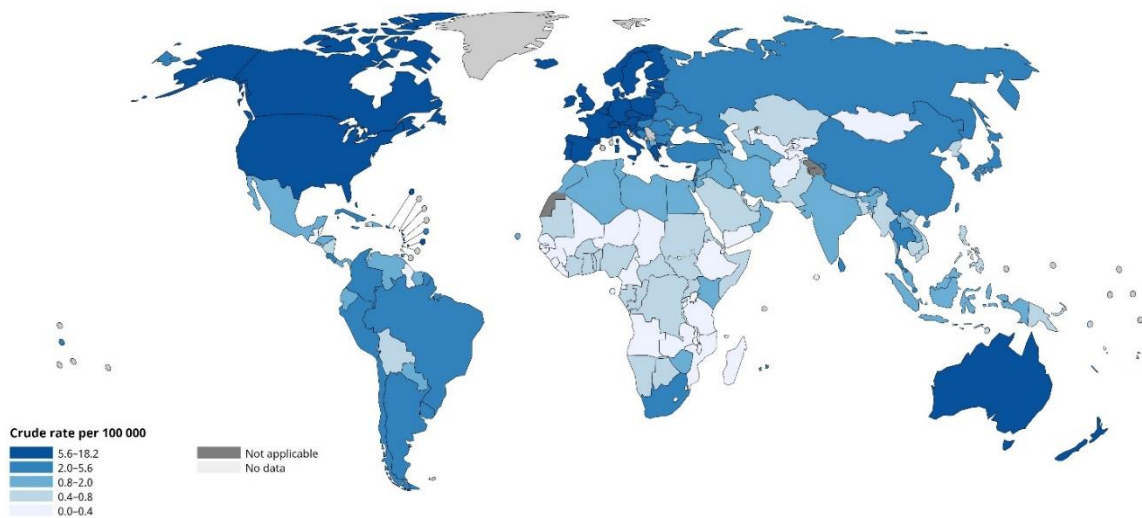 Crude rate per 100 000
5.6–18.2
2.0–5.6
0.8–2.0
0.4–0.8
0.0–0.4
Not applicable
No data